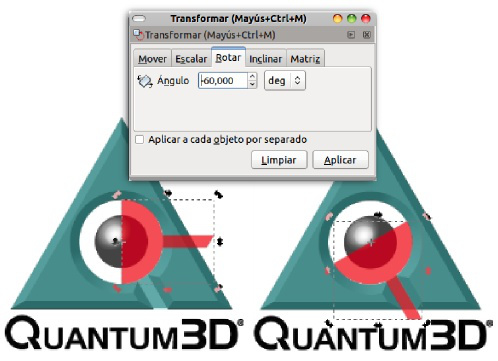 Transformar (Mayús+Ctrl+M)
Transformar (Mayús+Ctrl+M)
Mover Escalar Rotar Inclinar Matriz
Ángulo -60,000 deg
Aplicar a cada objeto por separado
Limpiar Aplicar
QUANTUM3D® QUANTUM3D®